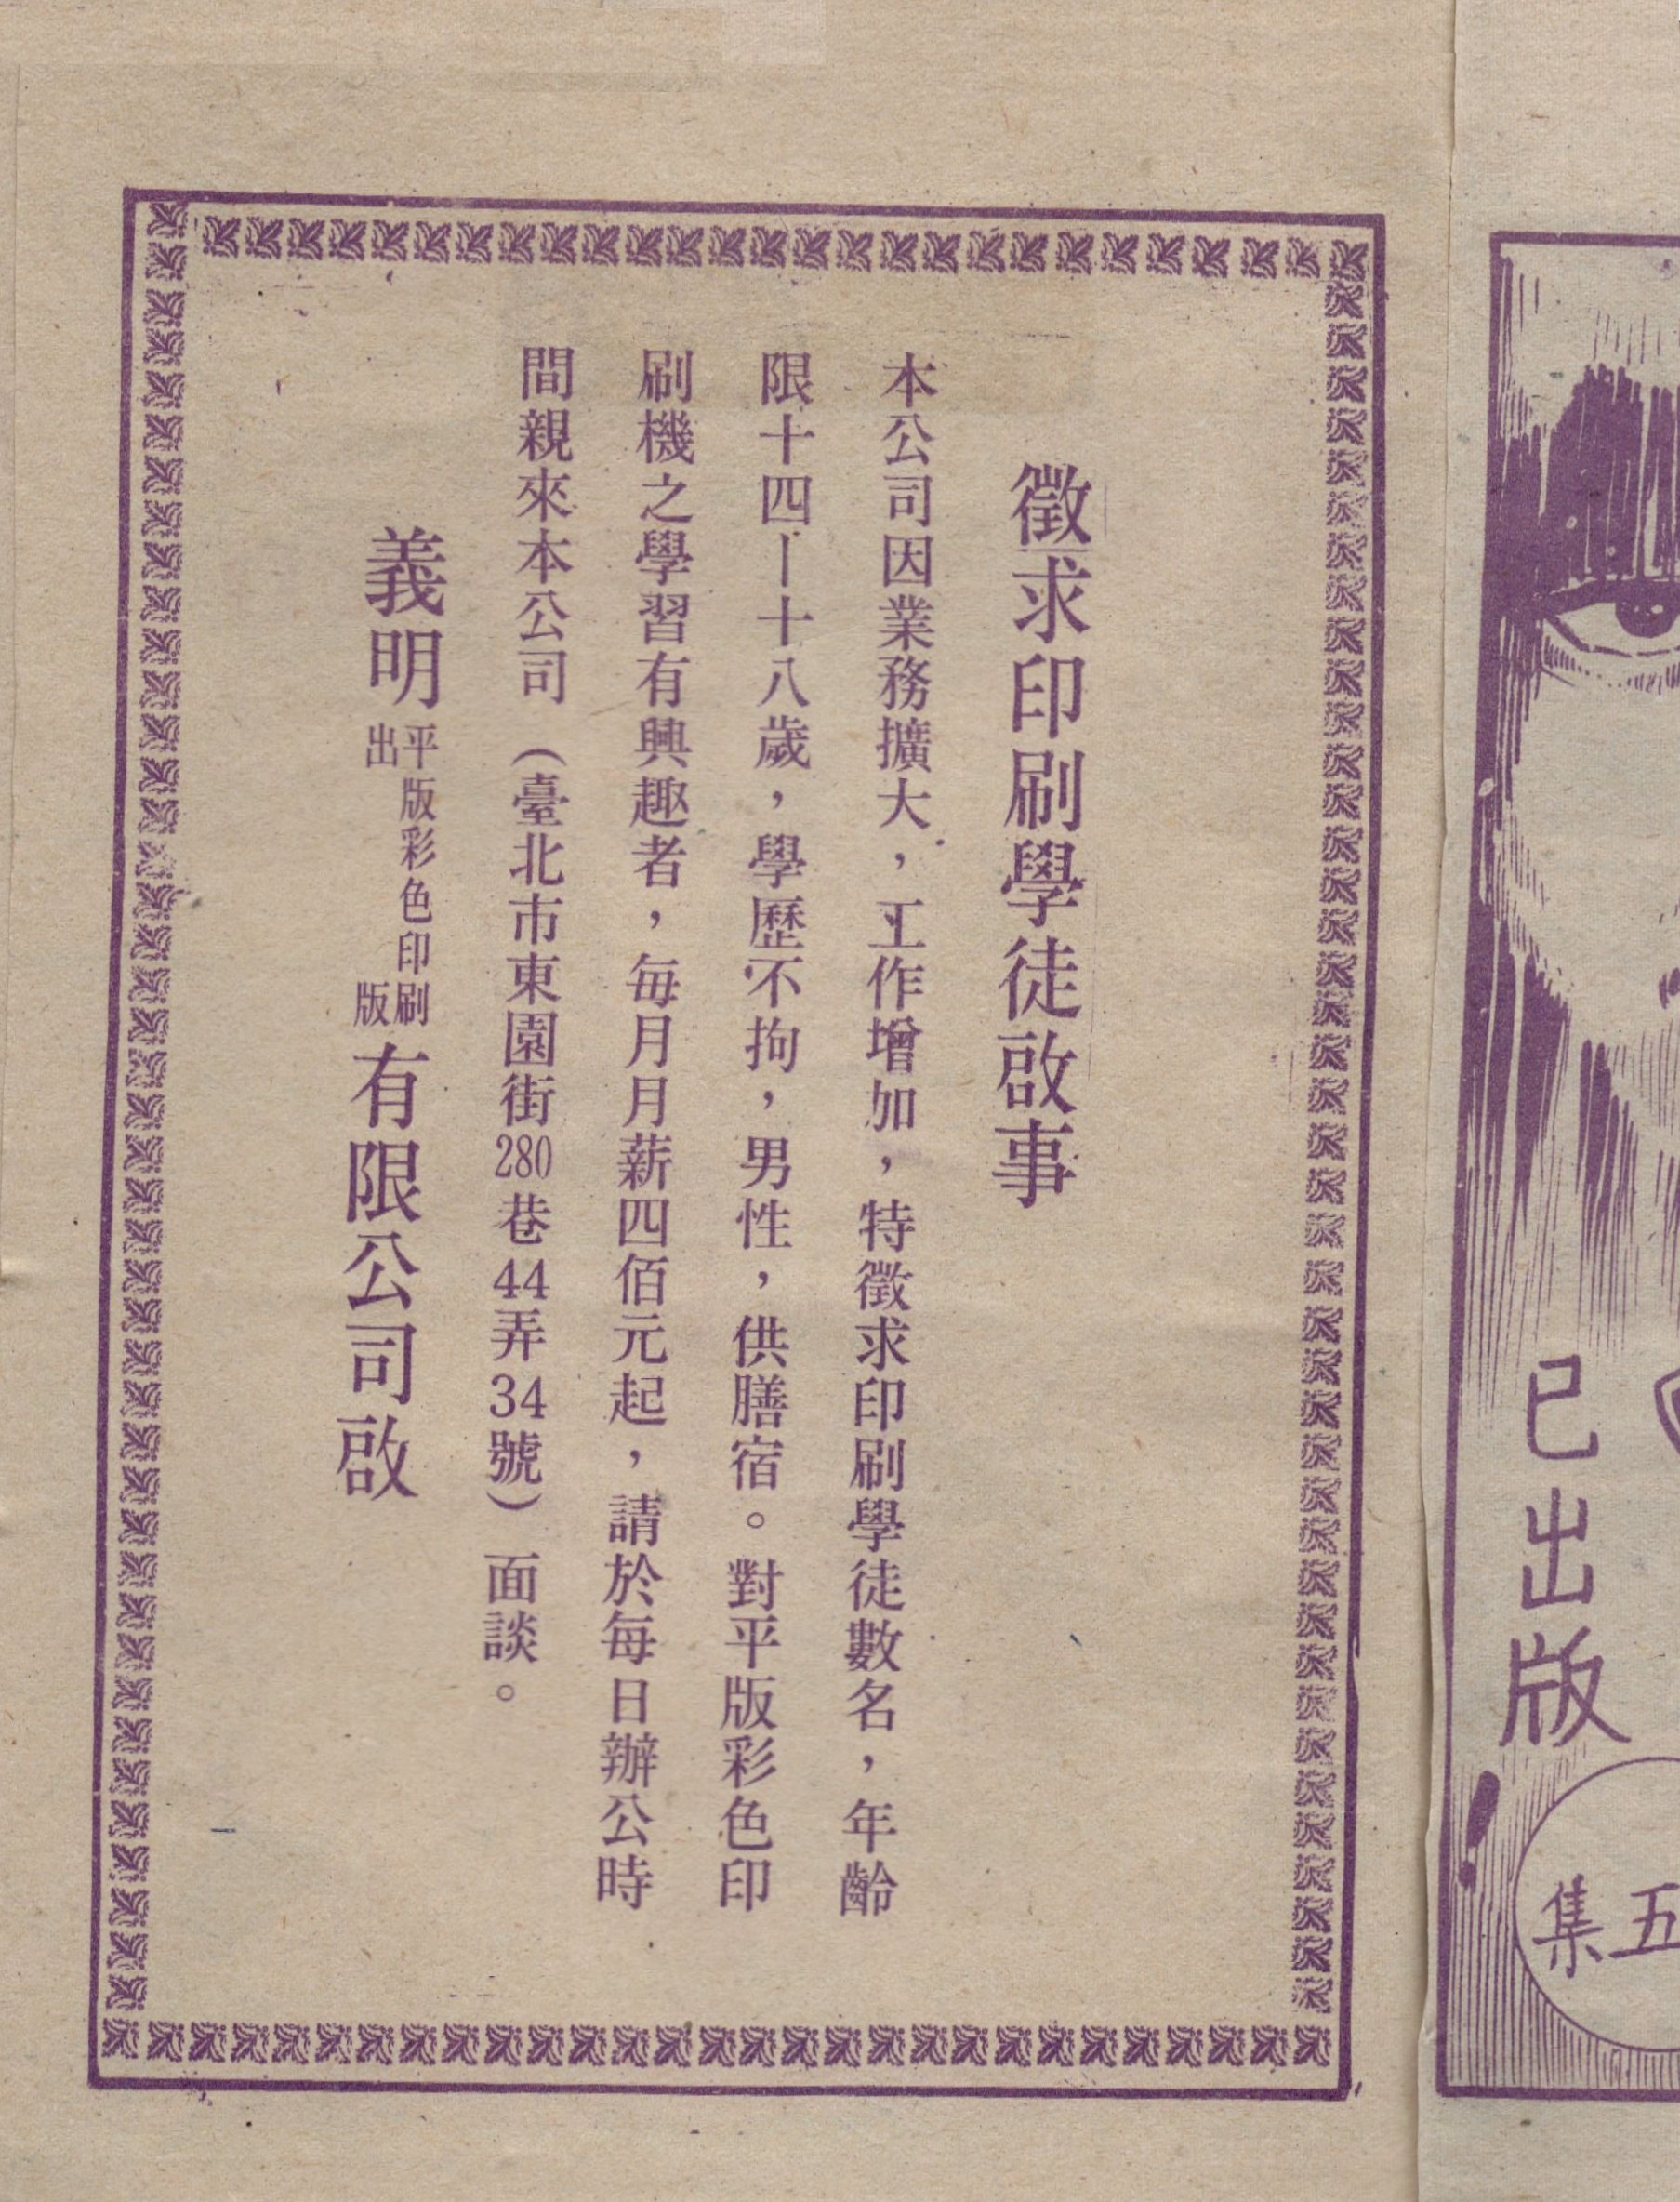 徵求印刷學徒啟事
本公司因業務擴大，工作增加，特徵求印刷學徒數名，年齡
限十四—十八歲，學歷不拘，男性，供膳宿。對平版彩色印
刷機之學習有興趣者，每月月薪四佰元起，請於每日辦公時
間親來本公司（臺北市東園街280巷44弄34號）面談。
義明平版彩色印刷出版有限公司啟
已出版！
五集